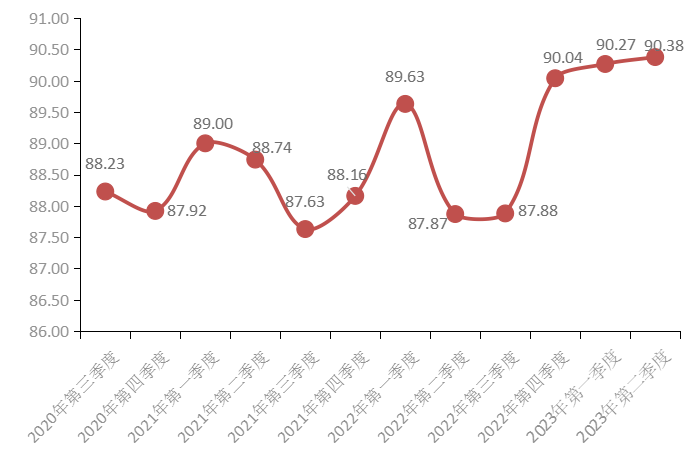 91.00
90.50
90.00
89.50
89.00
88.50
88.00
87.50
87.00
86.50
86.00
88.23
87.92
89.00
88.74
87.63
88.16
89.63
87.87
87.88
90.04
90.27
90.38
2020年第三季度
2020年第四季度
2021年第一季度
2021年第二季度
2021年第三季度
2021年第四季度
2022年第一季度
2022年第二季度
2022年第三季度
2022年第四季度
2023年第一季度
2023年第二季度